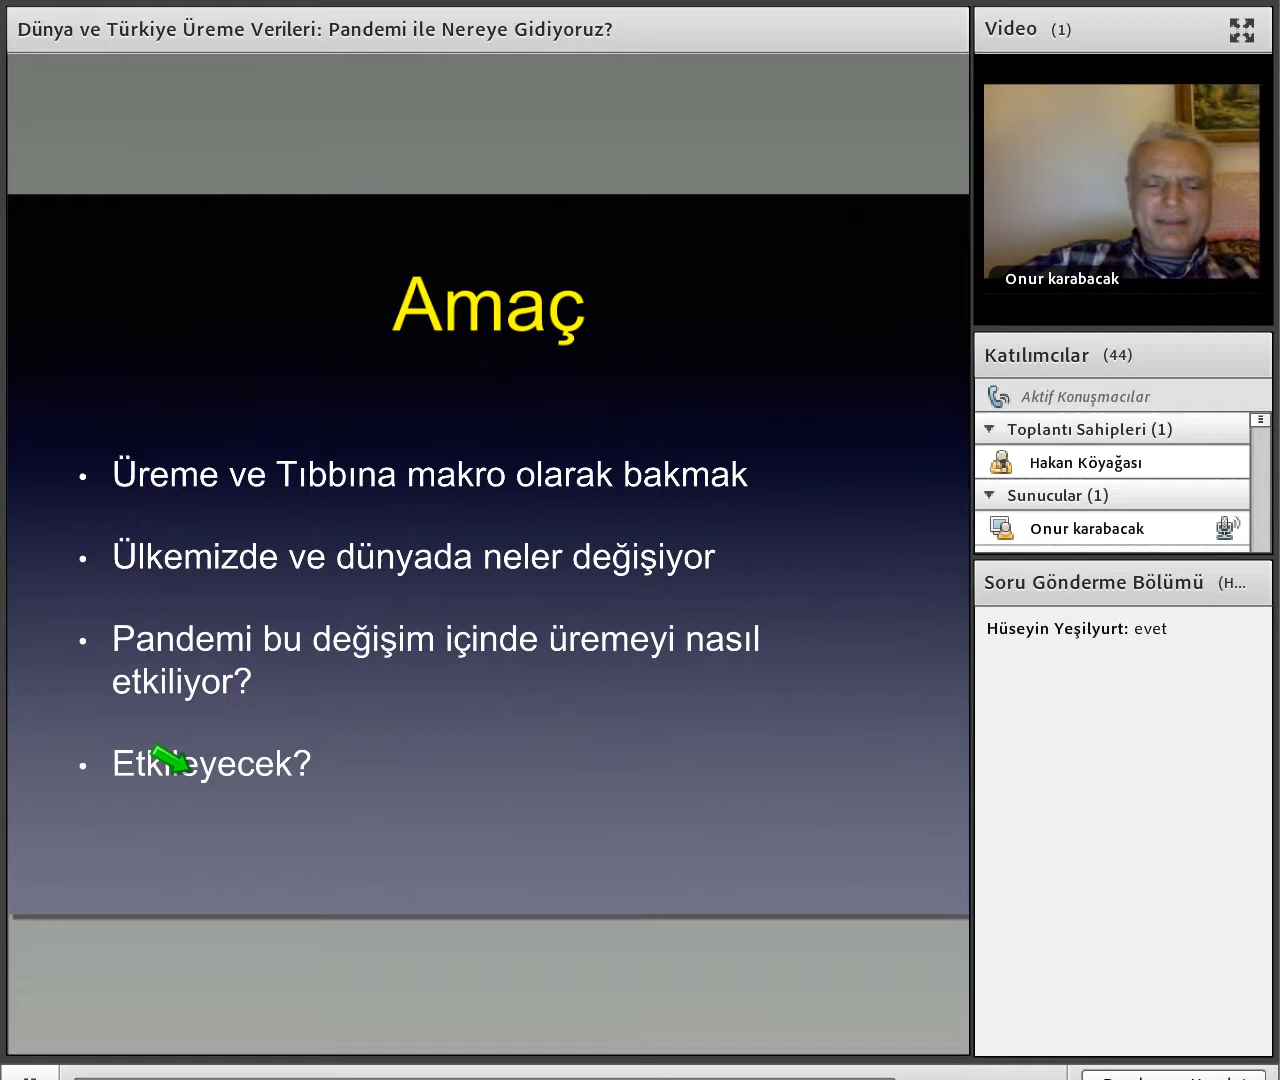 Dünya ve Türkiye Üreme Verileri: Pandemi ile Nereye Gidiyoruz?
Amaç
• Üreme ve Tıbbına makro olarak bakmak
• Ülkemizde ve dünyada neler değişiyor
• Pandemi bu değişim içinde üremeyi nasıl
etkiliyor?
• Etkileyecek?
Video (1)
Onur karabacak
Katılımcılar (44)
Aktif Konuşmacılar
Toplantı Sahipleri (1)
Hakan Köyağası
Sunucular (1)
Onur karabacak
Soru Gönderme Bölümü (H...
Hüseyin Yeşilyurt: evet